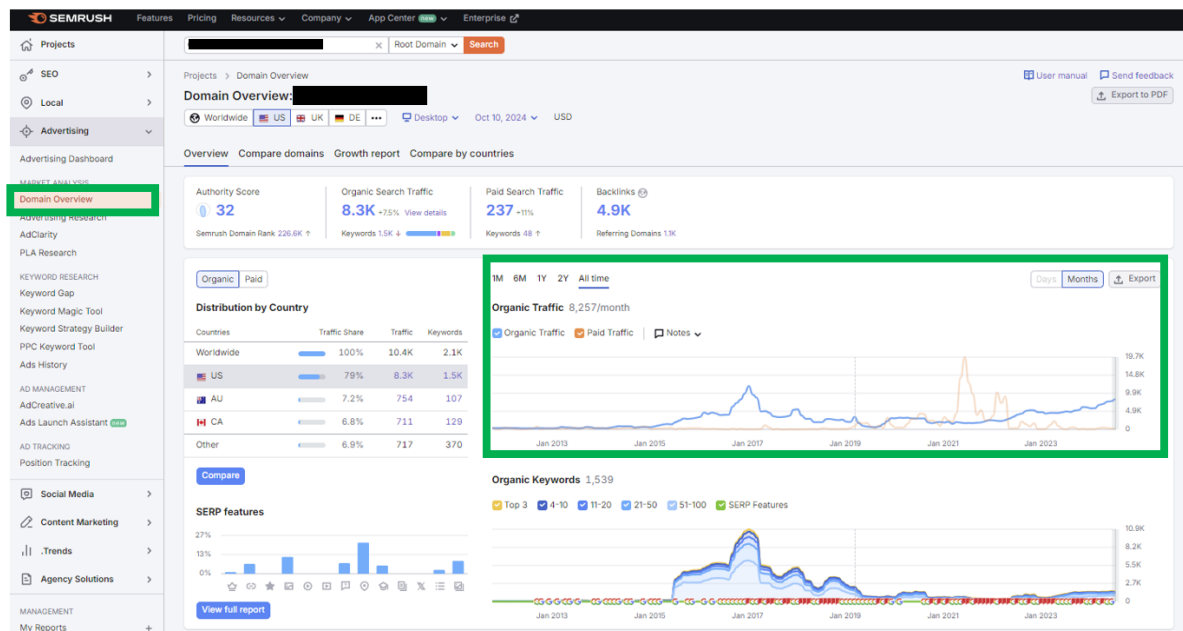 SEMRUSH Features Pricing Resources Company App Center new Enterprise
Projects
SEO
Local
Advertising
Advertising Dashboard
MARKET ANALYSIS
Domain Overview
Advertising Research
AdClarity
PLA Research
KEYWORD RESEARCH
Keyword Gap
Keyword Magic Tool
Keyword Strategy Builder
PPC Keyword Tool
Ads History
AD MANAGEMENT
AdCreative.ai
Ads Launch Assistant new
AD TRACKING
Position Tracking
Social Media
Content Marketing
.Trends
Agency Solutions
MANAGEMENT
My Reports +
× Root Domain Search
Projects > Domain Overview
User manual Send feedback
Domain Overview:
Export to PDF
Worldwide US UK DE ••• Desktop Oct 10, 2024 USD
Overview Compare domains Growth report Compare by countries
Authority Score
32
Semrush Domain Rank 226.6K ↑
Organic Search Traffic
8.3K +7.5% View details
Keywords 1.5K ↓
Paid Search Traffic
237 +11%
Keywords 48 ↑
Backlinks
4.9K
Referring Domains 1.1K
Organic Paid
Distribution by Country
Countries Traffic Share Traffic Keywords
Worldwide 100% 10.4K 2.1K
US 79% 8.3K 1.5K
AU 7.2% 754 107
CA 6.8% 711 129
Other 6.9% 717 370
Compare
SERP features
27%
13%
0%
View full report
1M 6M 1Y 2Y All time
Days Months Export
Organic Traffic 8,257/month
Organic Traffic Paid Traffic Notes
19.7K
14.8K
9.9K
4.9K
0
Jan 2013 Jan 2015 Jan 2017 Jan 2019 Jan 2021 Jan 2023
Organic Keywords 1,539
Top 3 4-10 11-20 21-50 51-100 SERP Features
10.9K
8.2K
5.5K
2.7K
0
Jan 2013 Jan 2015 Jan 2017 Jan 2019 Jan 2021 Jan 2023